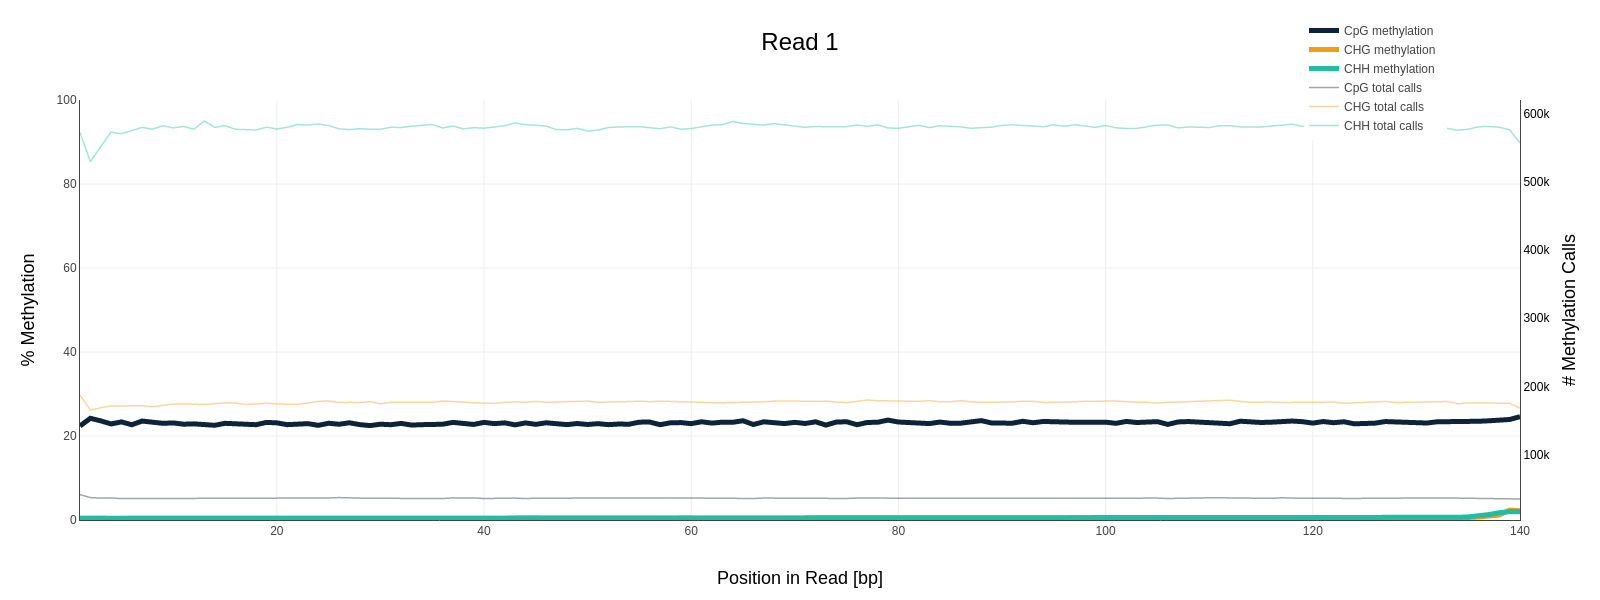 Read 1
CpG methylation
CHG methylation
CHH methylation
CpG total calls
CHG total calls
CHH total calls
100
80
60
40
20
0
% Methylation
600k
500k
400k
300k
200k
100k
# Methylation Calls
20
40
60
80
100
120
140
Position in Read [bp]